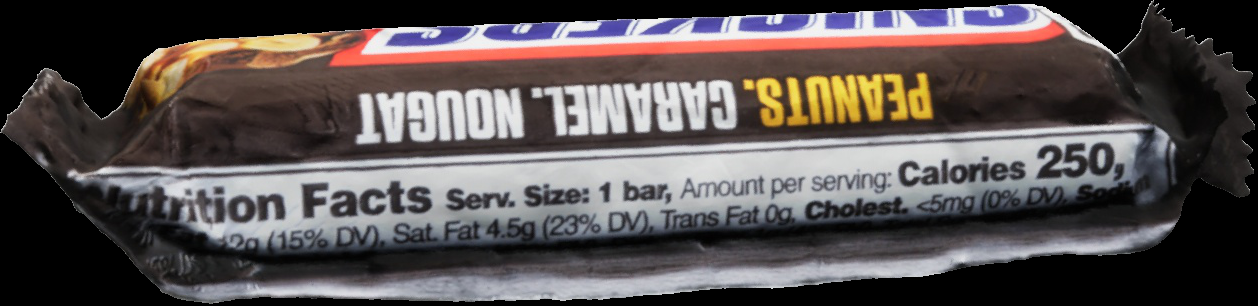 SNICKERS
PEANUTS. CARAMEL. NOUGAT
Nutrition Facts Serv. Size: 1 bar, Amount per serving: Calories 250,
(15% DV), Sat. Fat 4.5g (23% DV), Trans Fat 0g, Cholest. <5mg (0% DV),